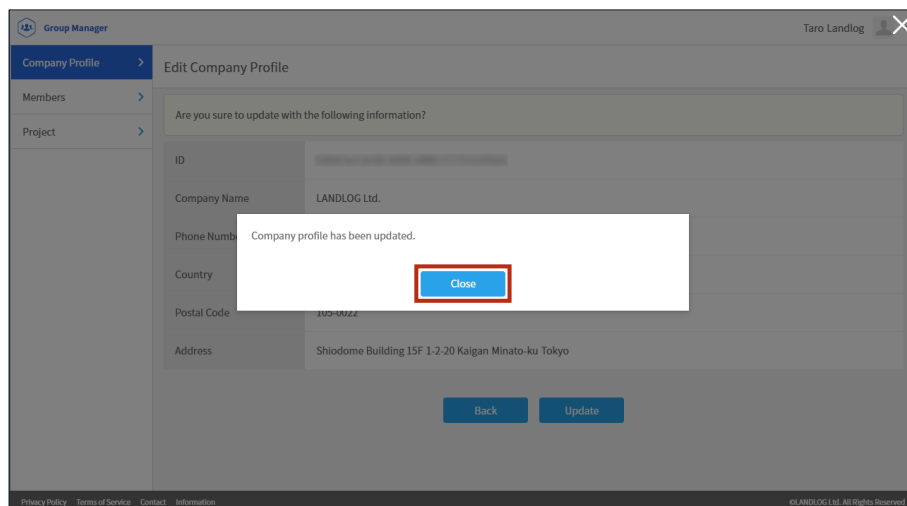 Group Manager
Taro Landlog
Company Profile
Members
Project
Edit Company Profile
Are you sure to update with the following information?
ID
Company Name LANDLOG Ltd.
Phone Numb
Company profile has been updated.
Country
Close
Postal Code 105-0022
Address Shiodome Building 15F 1-2-20 Kaigan Minato-ku Tokyo
Back Update
Privacy Policy Terms of Service Contact Information
©LANDLOG Ltd. All Rights Reserved